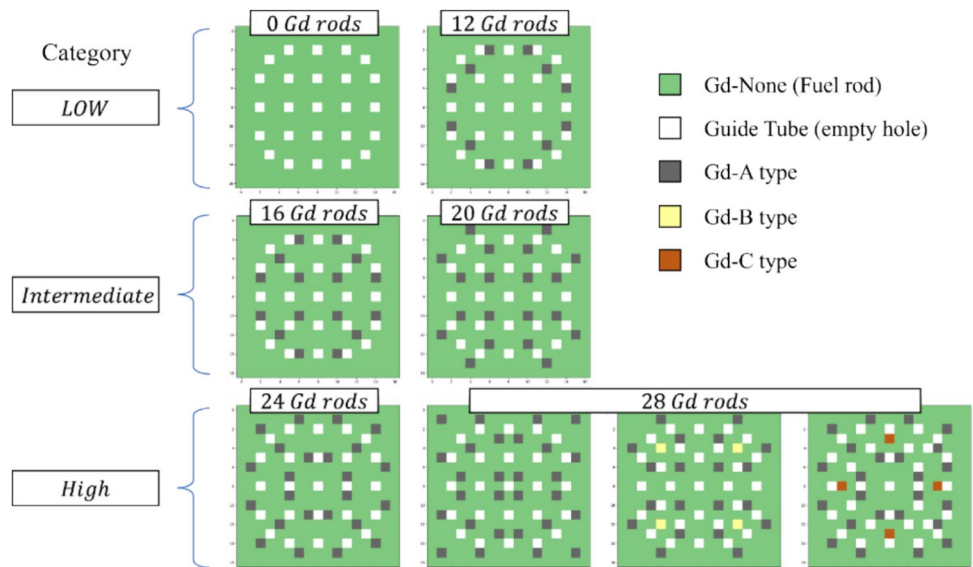 Category
LOW
Intermediate
High
0 Gd rods
12 Gd rods
16 Gd rods
20 Gd rods
24 Gd rods
28 Gd rods
Gd-None (Fuel rod)
Guide Tube (empty hole)
Gd-A type
Gd-B type
Gd-C type